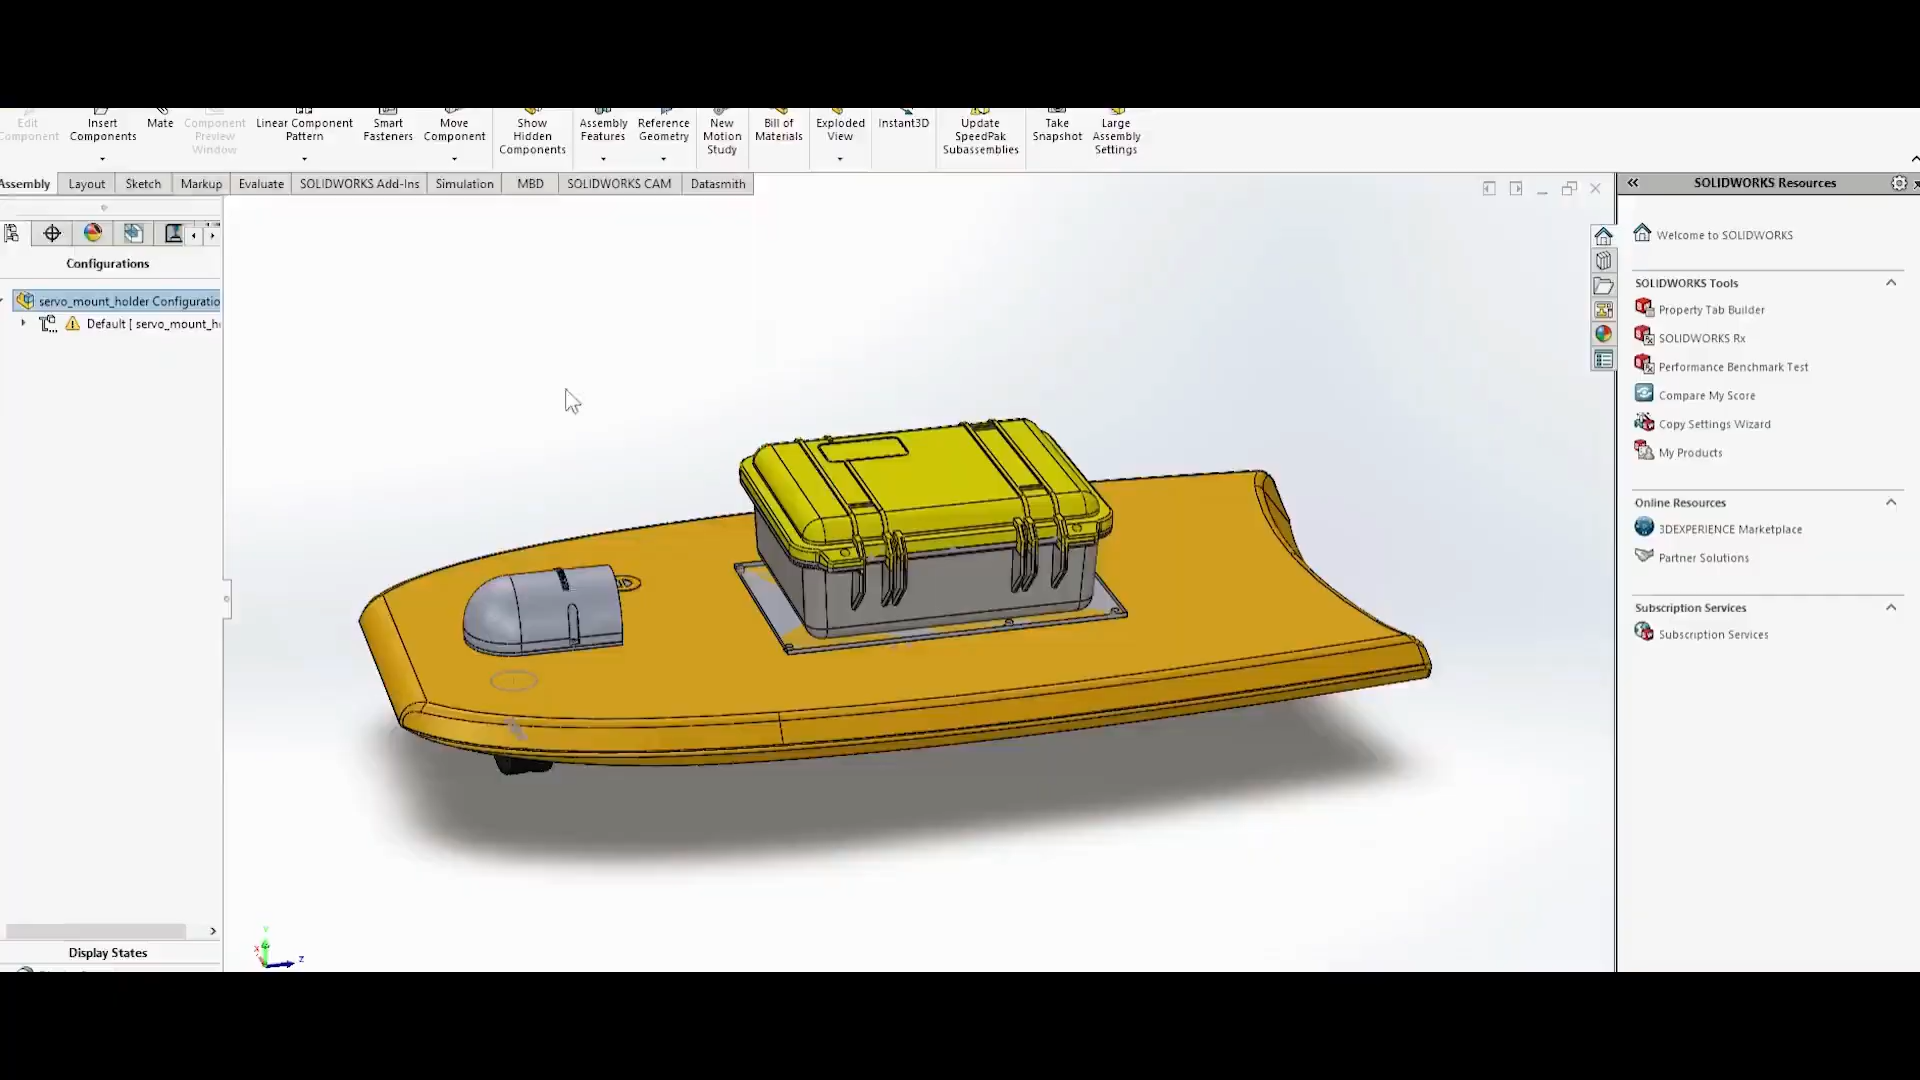 Edit Component
Insert Components
Mate
Component Preview Window
Linear Component Pattern
Smart Fasteners
Move Component
Show Hidden Components
Assembly Features
Reference Geometry
New Motion Study
Bill of Materials
Exploded View
Instant3D
Update SpeedPak Subassemblies
Take Snapshot
Large Assembly Settings
Assembly
Layout
Sketch
Markup
Evaluate
SOLIDWORKS Add-Ins
Simulation
MBD
SOLIDWORKS CAM
Datasmith
Configurations
servo_mount_holder Configuratio
Default [ servo_mount_h
Display States
Y
X
Z
SOLIDWORKS Resources
Welcome to SOLIDWORKS
SOLIDWORKS Tools
Property Tab Builder
SOLIDWORKS Rx
Performance Benchmark Test
Compare My Score
Copy Settings Wizard
My Products
Online Resources
3DEXPERIENCE Marketplace
Partner Solutions
Subscription Services
Subscription Services